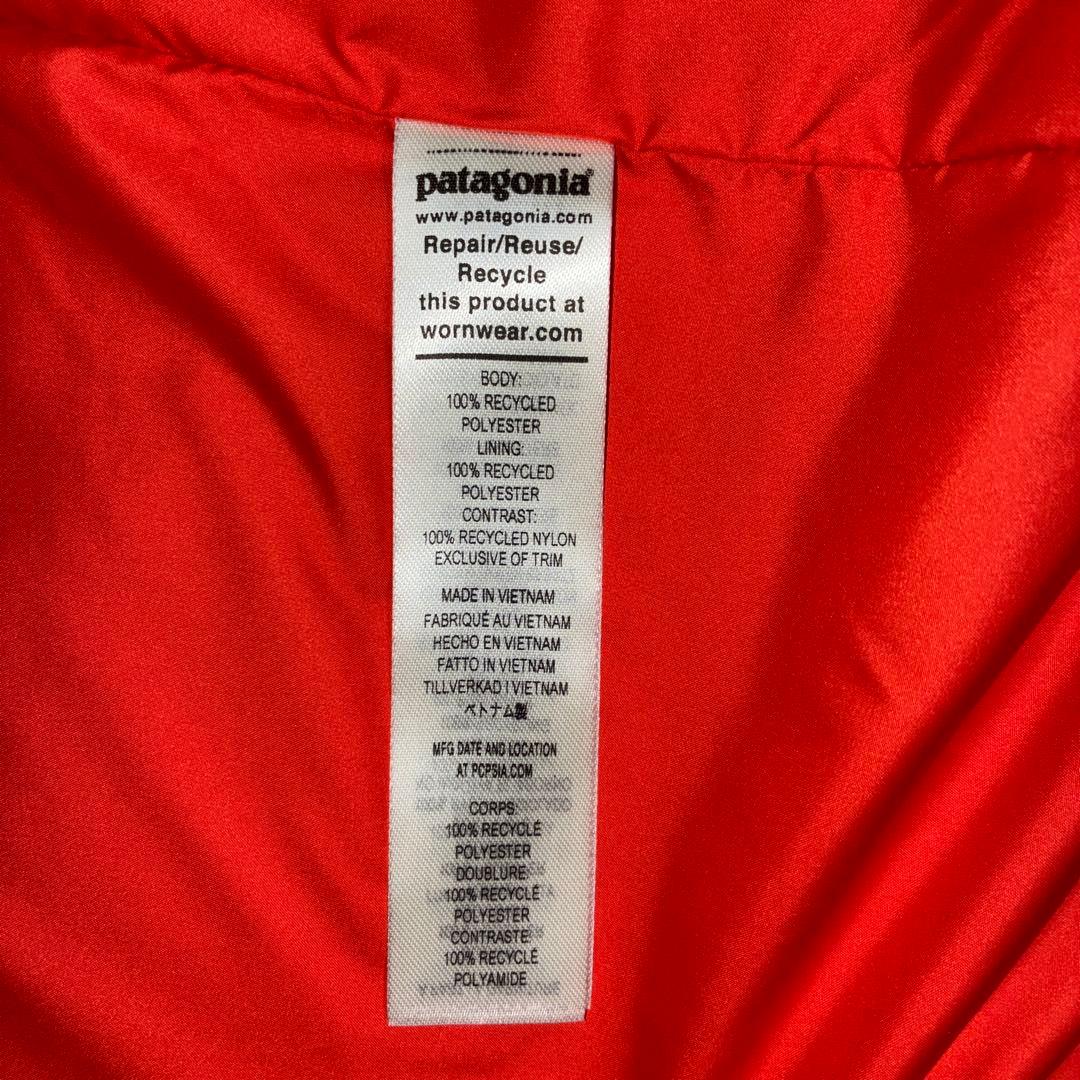 patagonia®
www.patagonia.com
Repair/Reuse/
Recycle
this product at
wornwear.com
BODY:
100% RECYCLED
POLYESTER
LINING:
100% RECYCLED
POLYESTER
CONTRAST:
100% RECYCLED NYLON
EXCLUSIVE OF TRIM
MADE IN VIETNAM
FABRIQUÉ AU VIETNAM
HECHO EN VIETNAM
FATTO IN VIETNAM
TILLVERKAD I VIETNAM
ベトナム製
MFG DATE AND LOCATION
AT PCPSIA.COM
CORPS:
100% RECYCLÉ
POLYESTER
DOUBLURE:
100% RECYCLÉ
POLYESTER
CONTRASTE:
100% RECYCLÉ
POLYAMIDE